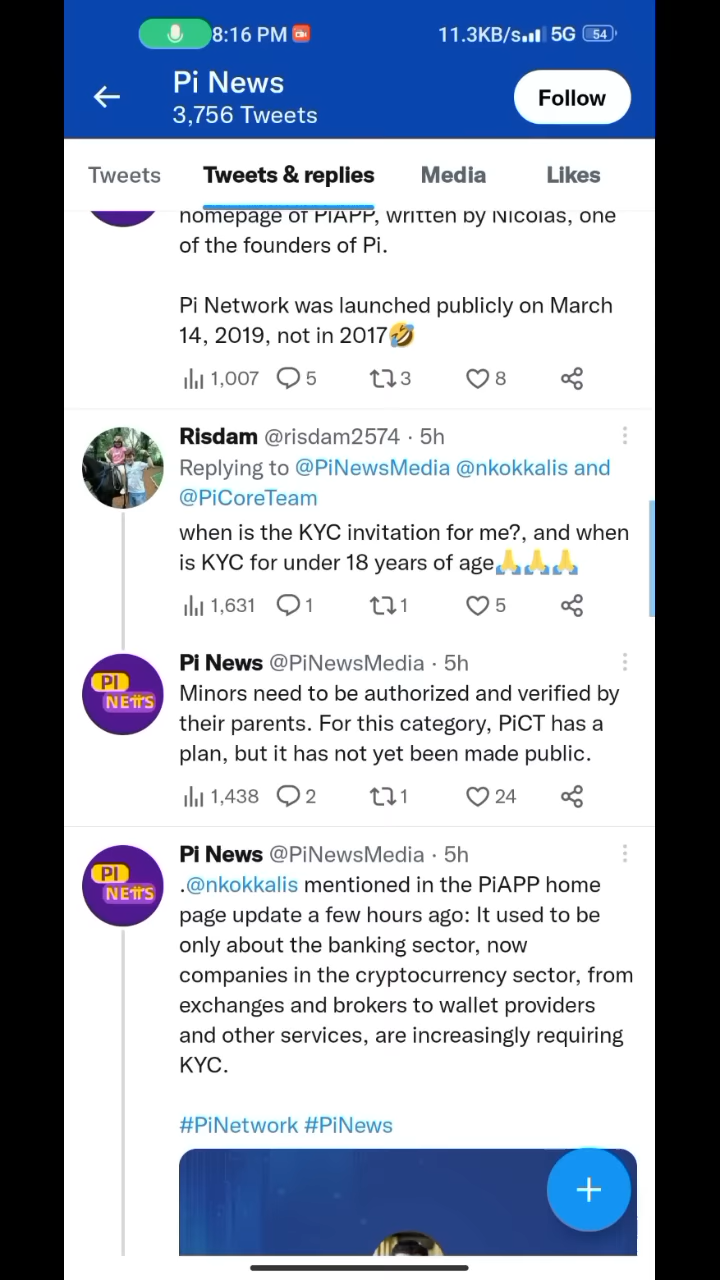 8:16 PM
11.3KB/s 5G 54
Pi News
3,756 Tweets
Follow
Tweets
Tweets & replies
Media
Likes
homepage of PiAPP, written by Nicolas, one
of the founders of Pi.
Pi Network was launched publicly on March
14, 2019, not in 2017🤣
1,007 5 3 8
Risdam @risdam2574 · 5h
Replying to @PiNewsMedia @nkokkalis and
@PiCoreTeam
when is the KYC invitation for me?, and when
is KYC for under 18 years of age🙏🙏🙏
1,631 1 1 5
PI
NEWS
Pi News @PiNewsMedia · 5h
Minors need to be authorized and verified by
their parents. For this category, PiCT has a
plan, but it has not yet been made public.
1,438 2 1 24
PI
NEWS
Pi News @PiNewsMedia · 5h
.@nkokkalis mentioned in the PiAPP home
page update a few hours ago: It used to be
only about the banking sector, now
companies in the cryptocurrency sector, from
exchanges and brokers to wallet providers
and other services, are increasingly requiring
KYC.
#PiNetwork #PiNews